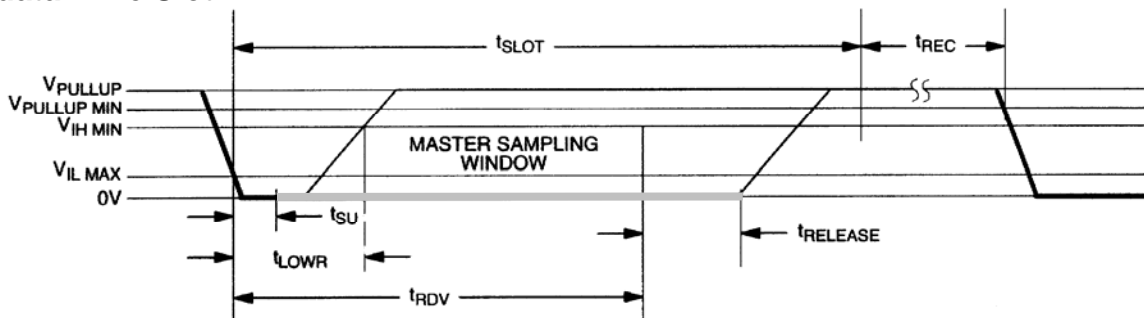 tSLOT
tREC
VPULLUP
VPULLUP MIN
VIH MIN
MASTER SAMPLING
WINDOW
VIL MAX
0V
tSU
tRELEASE
tLOWR
tRDV